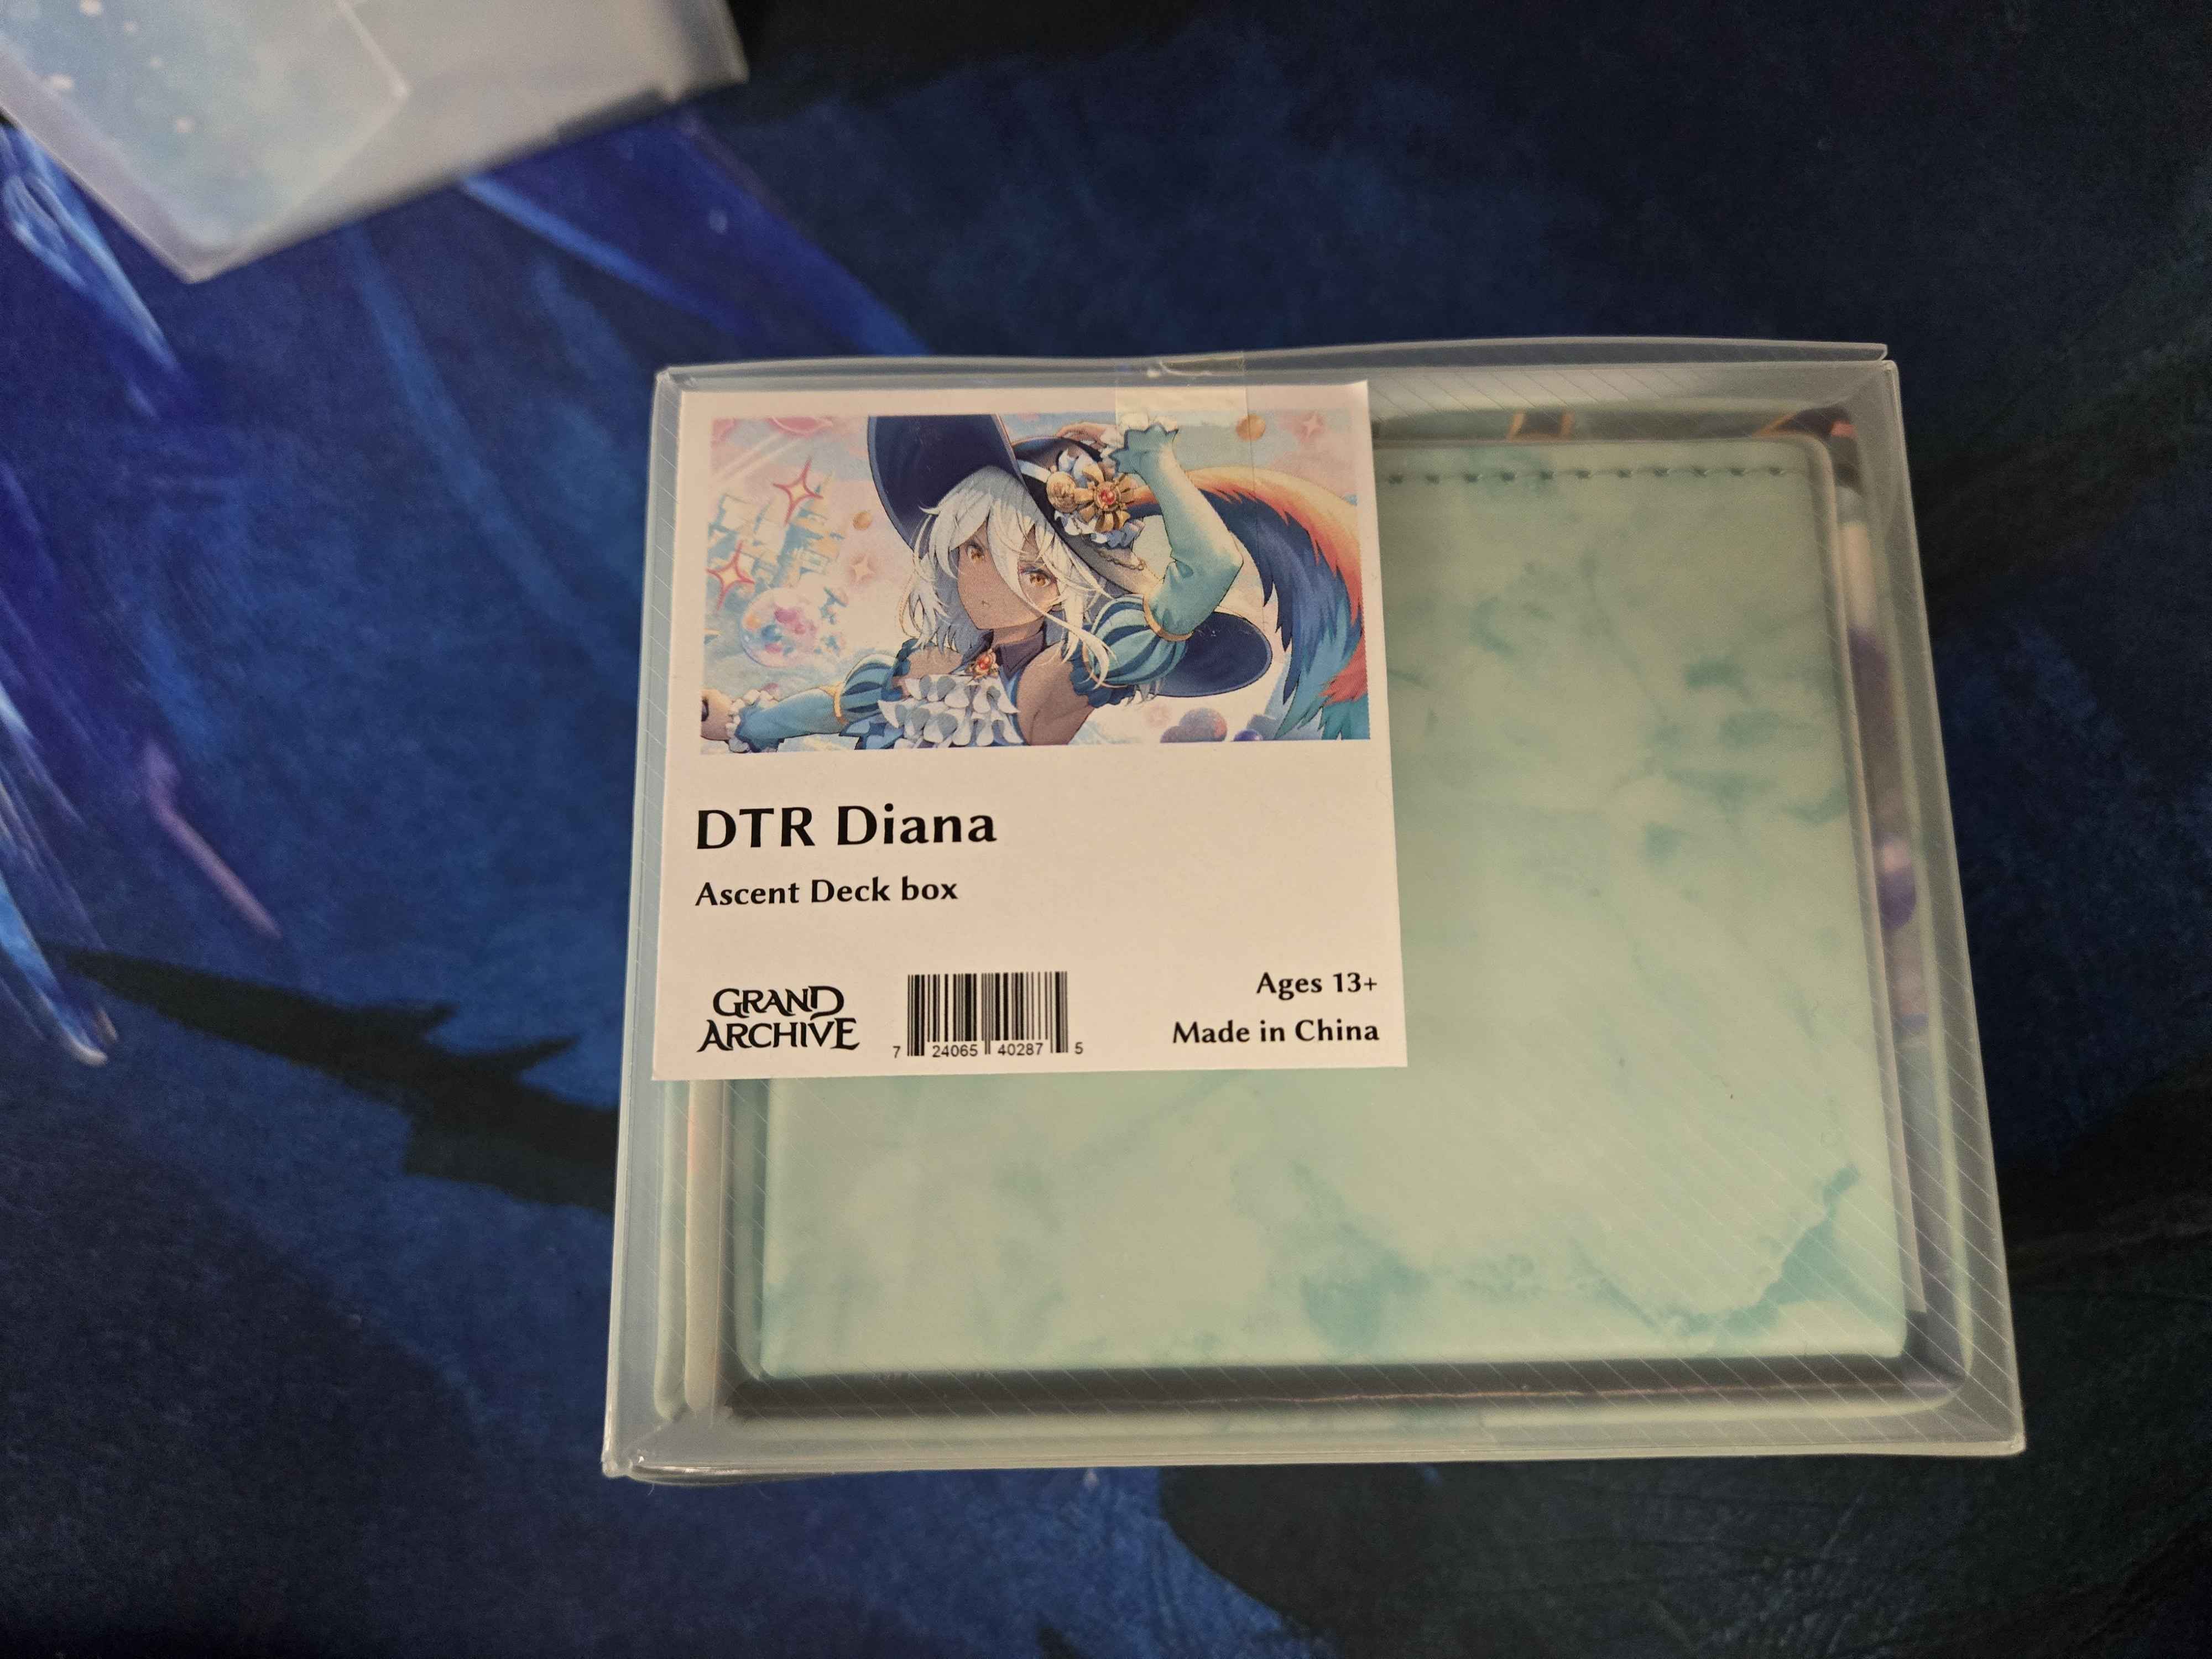 DTR Diana
Ascent Deck box
GRAND
ARCHIVE
7 24065 40287 5
Ages 13+
Made in China